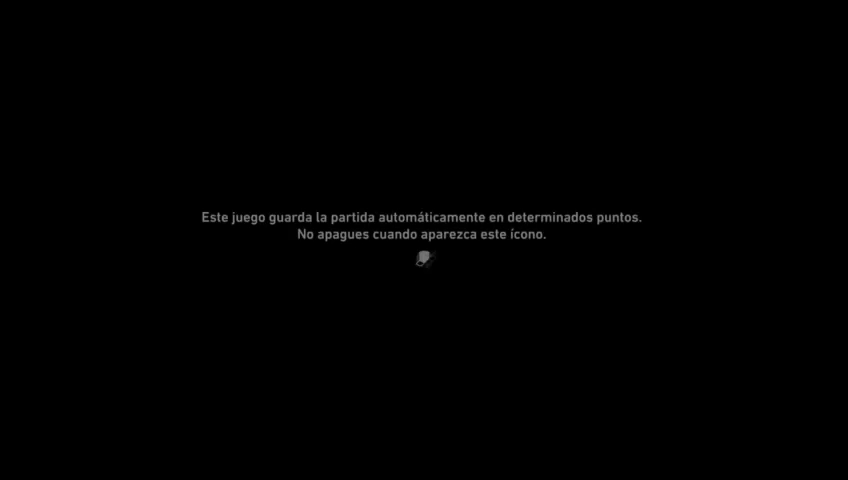 Este juego guarda la partida automáticamente en determinados puntos.
No apagues cuando aparezca este ícono.